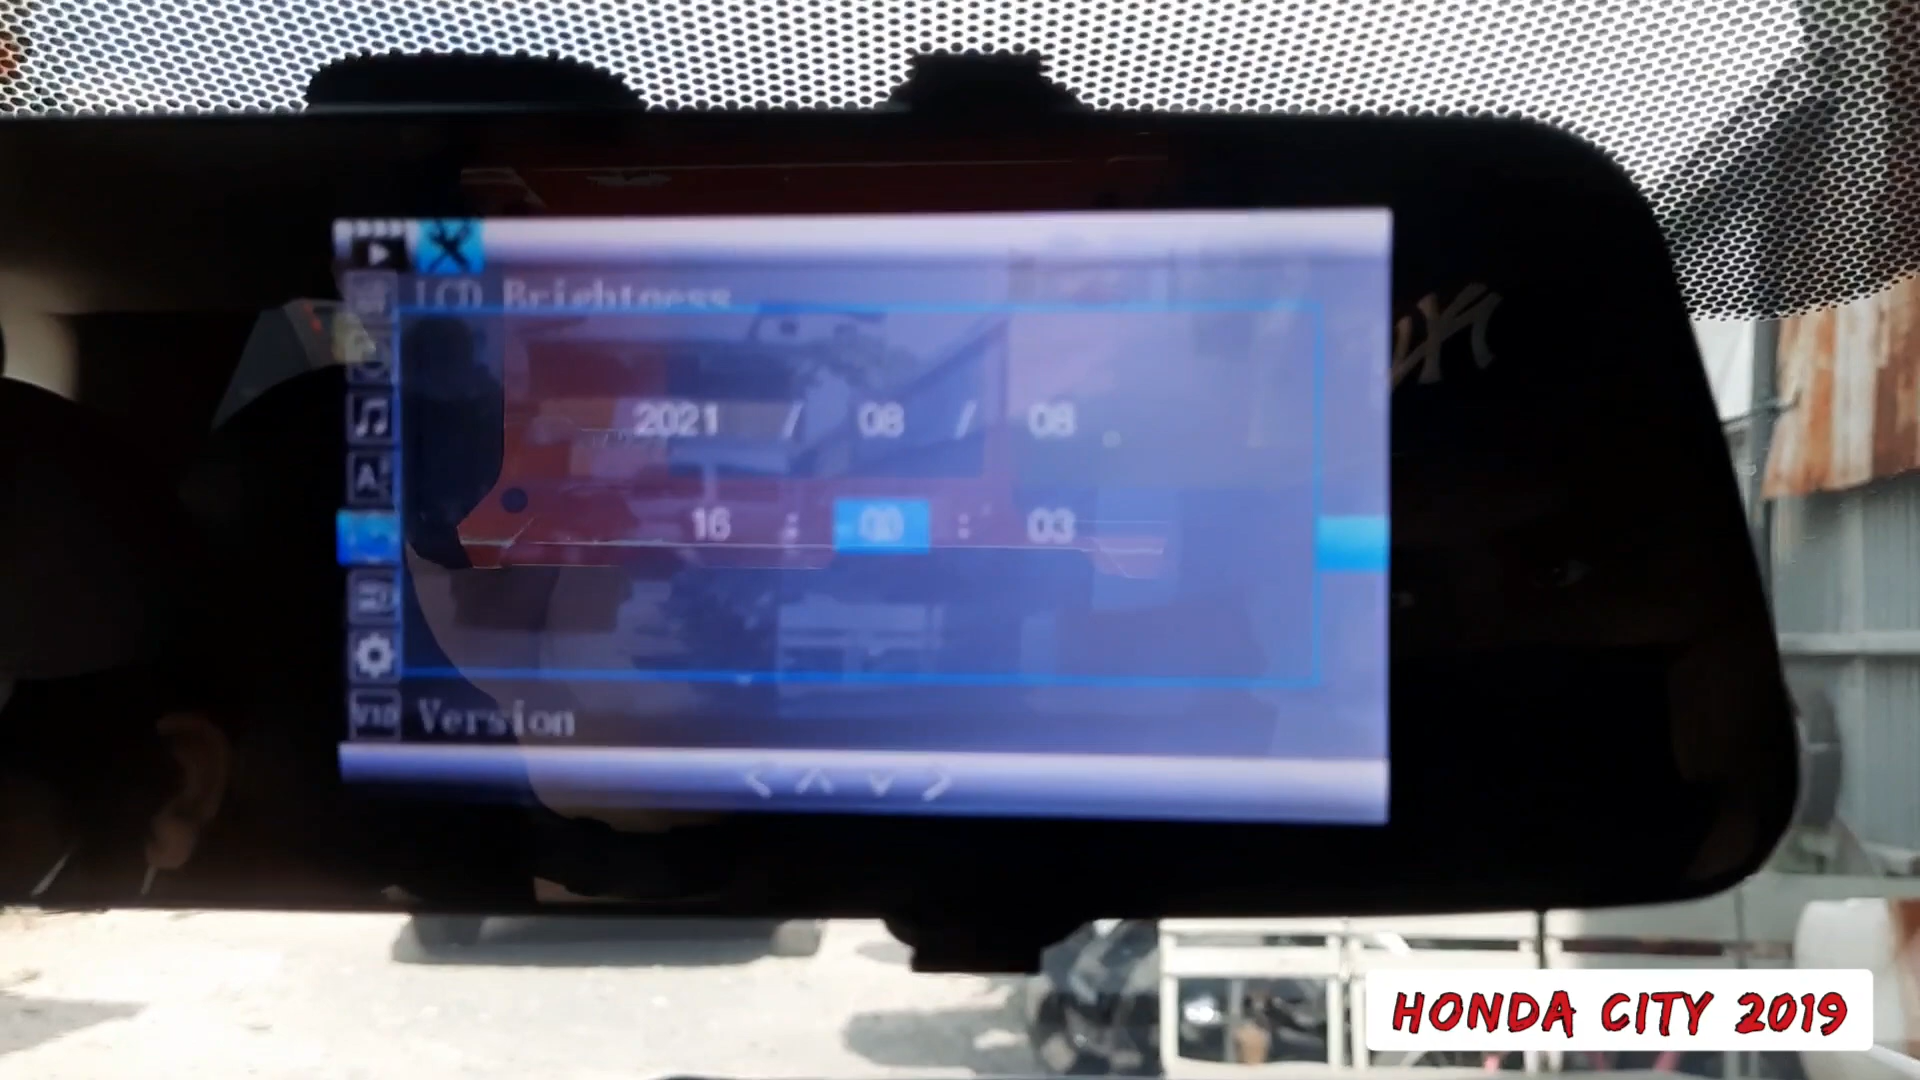 LCD Brightness
2021 / 08 / 08
16 : 00 : 03
Version
HONDA CITY 2019